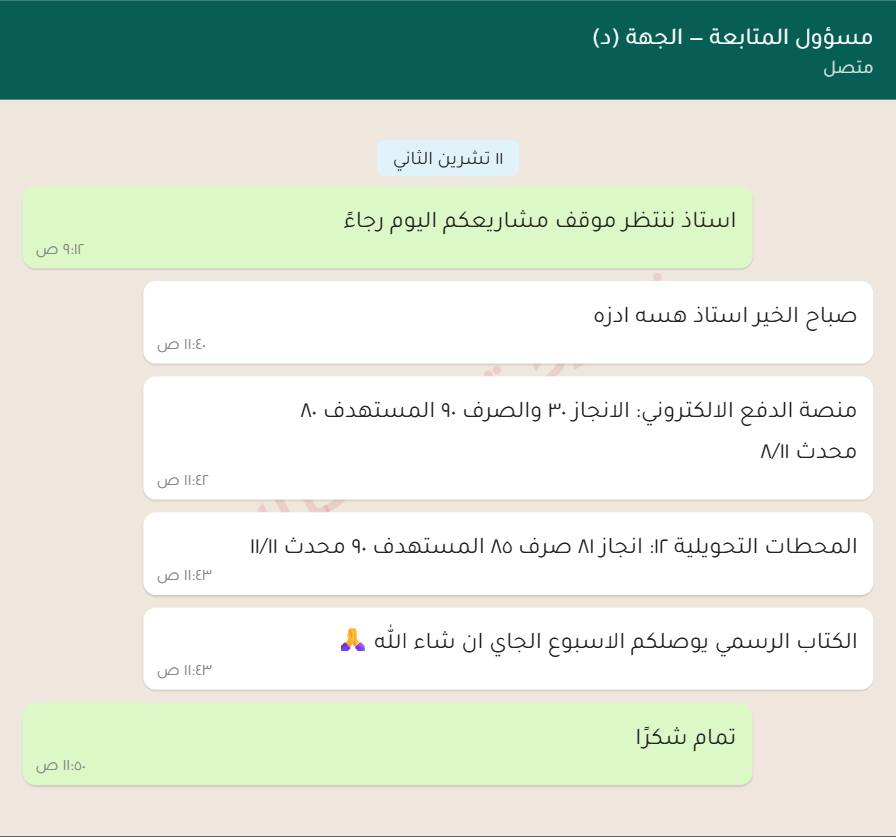 مسؤول المتابعة – الجهة (د)
متصل
١١ تشرين الثاني
استاذ ننتظر موقف مشاريعكم اليوم رجاءً
٩:١٢ ص
صباح الخير استاذ هسه ادزه
١١:٤٠ ص
منصة الدفع الالكتروني: الانجاز ٣٠ والصرف ٩٠ المستهدف ٨٠
محدث ٨/١١
١١:٤٢ ص
المحطات التحويلية ١٢: انجاز ٨١ صرف ٨٥ المستهدف ٩٠ محدث ١١/١١
١١:٤٣ ص
الكتاب الرسمي يوصلكم الاسبوع الجاي ان شاء الله 🙏
١١:٤٣ ص
تمام شكرًا
١١:٥٠ ص